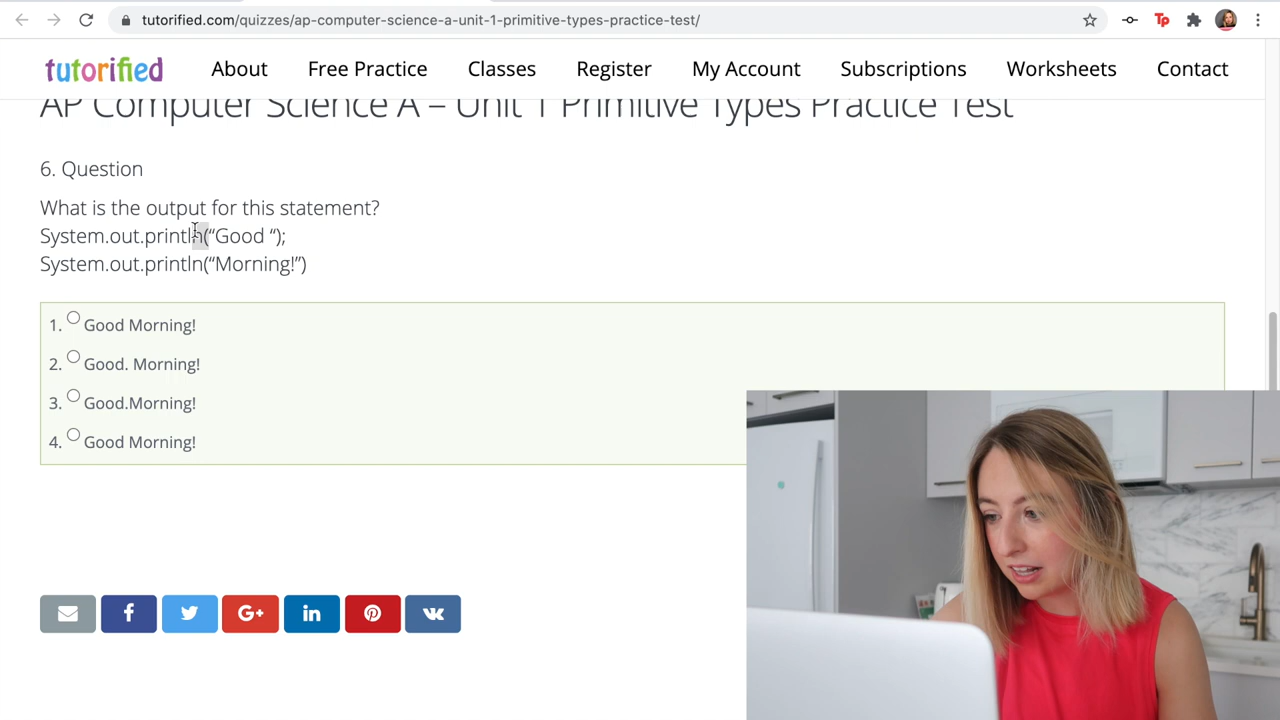 tutorified.com/quizzes/ap-computer-science-a-unit-1-primitive-types-practice-test/
Tp
tutorified
About
Free Practice
Classes
Register
My Account
Subscriptions
Worksheets
Contact
AP Computer Science A – Unit 1 Primitive Types Practice Test
6. Question
What is the output for this statement?
System.out.println(“Good “);
System.out.println(“Morning!”)
1. Good Morning!
2. Good. Morning!
3. Good.Morning!
4. Good Morning!
f
G+
in